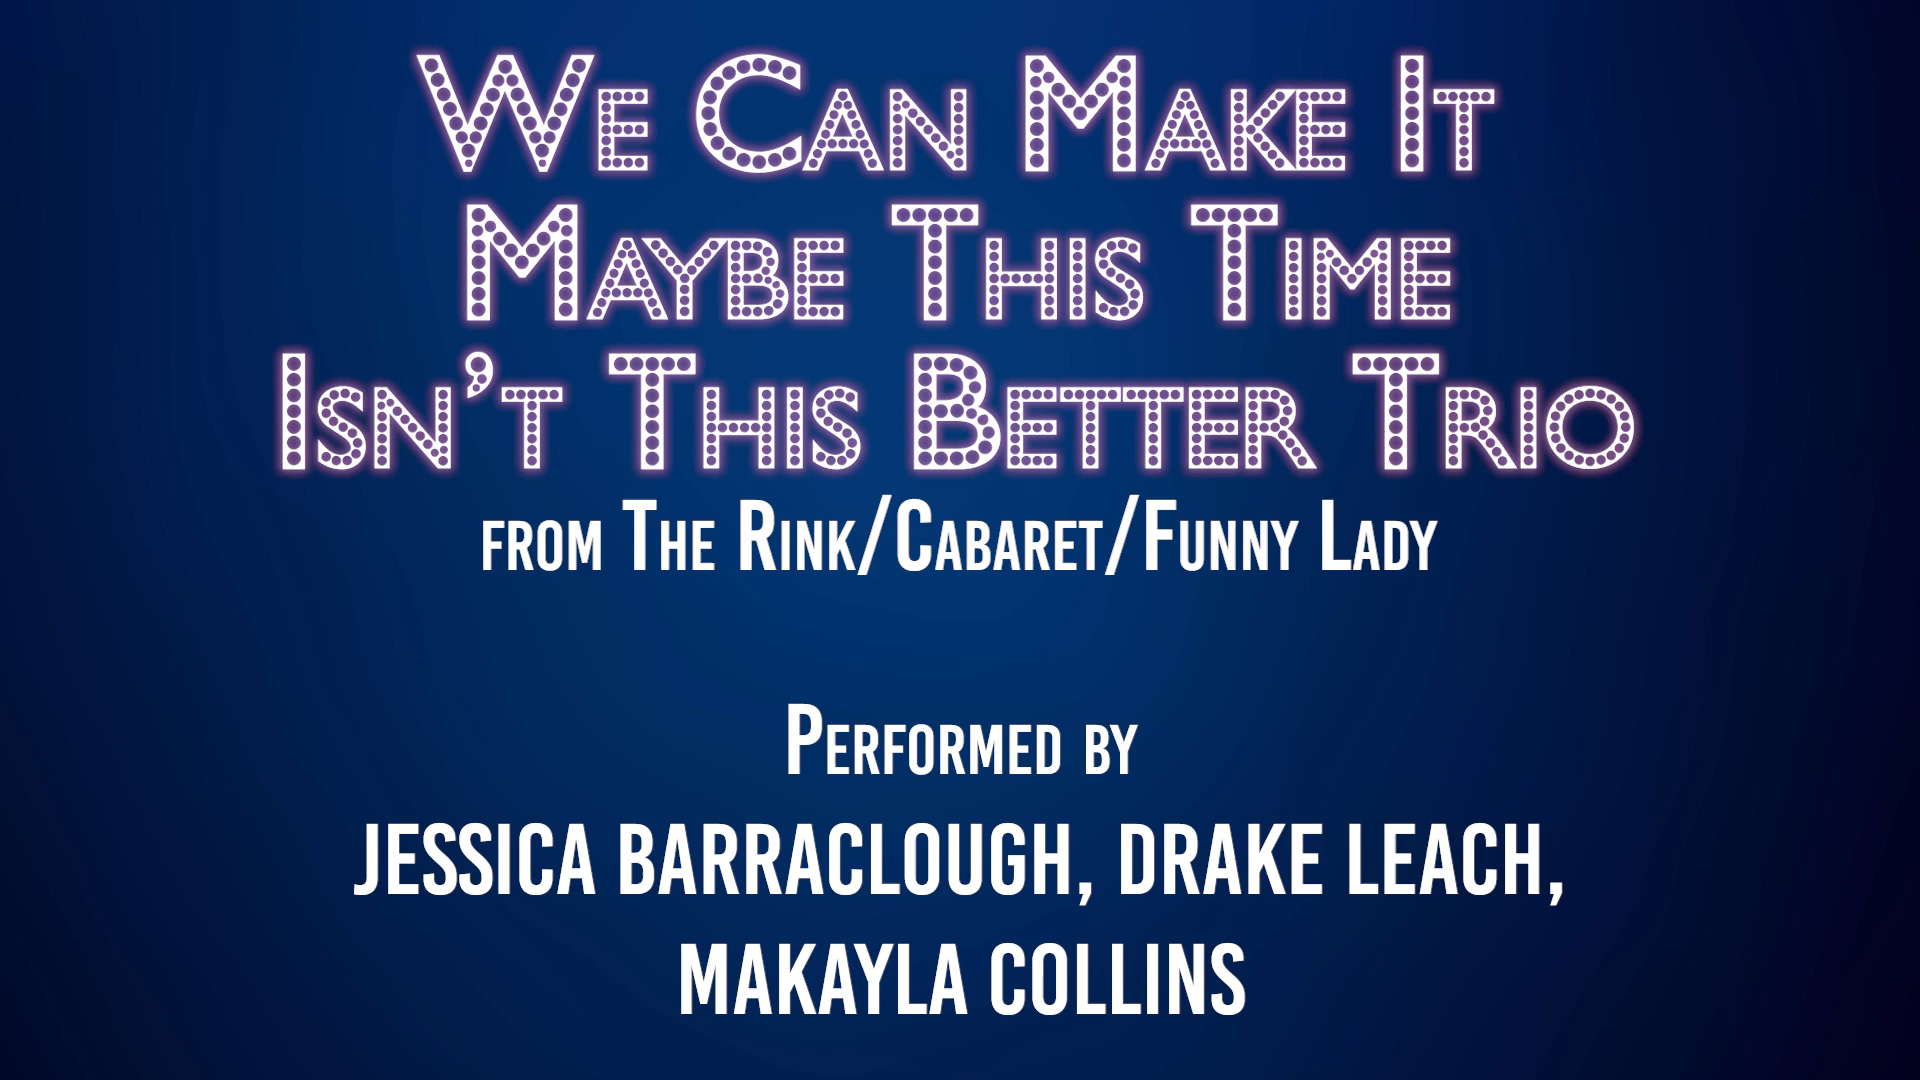 We Can Make It
Maybe This Time
Isn't This Better Trio
from The Rink/Cabaret/Funny Lady
Performed by
JESSICA BARRACLOUGH, DRAKE LEACH,
MAKAYLA COLLINS